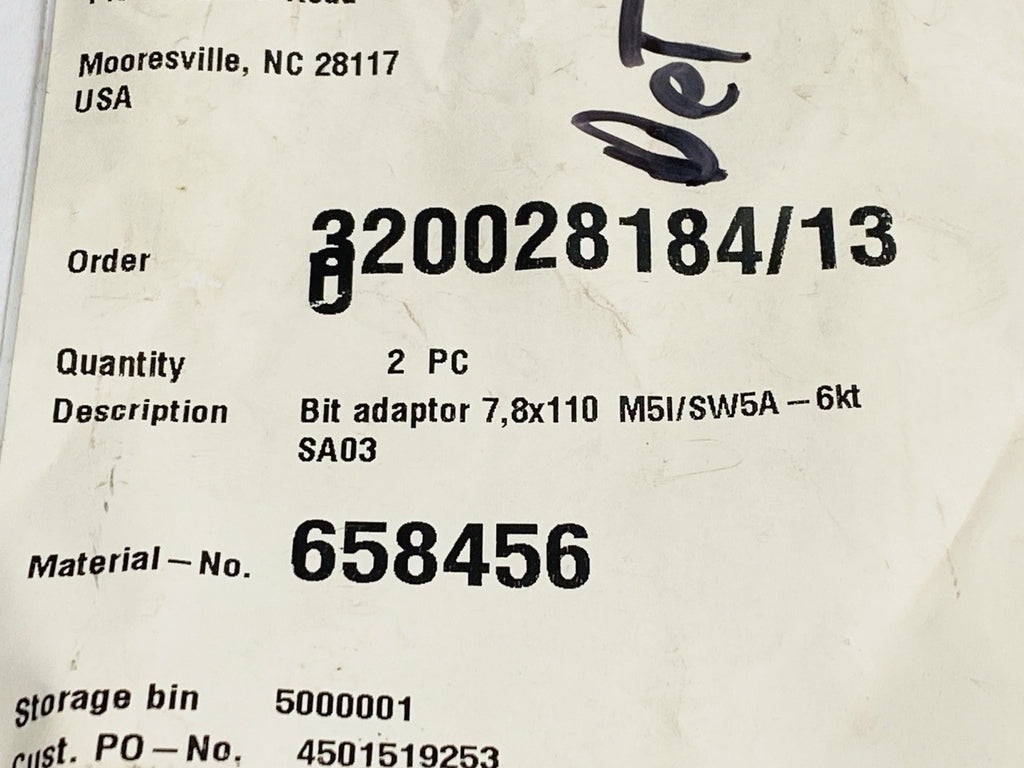 Road
Mooresville, NC 28117
USA
Det
Order 320028184/13
0
Quantity 2 PC
Description Bit adaptor 7,8x110 M5I/SW5A – 6kt
SA03
Material – No. 658456
Storage bin 5000001
cust. PO – No. 4501519253